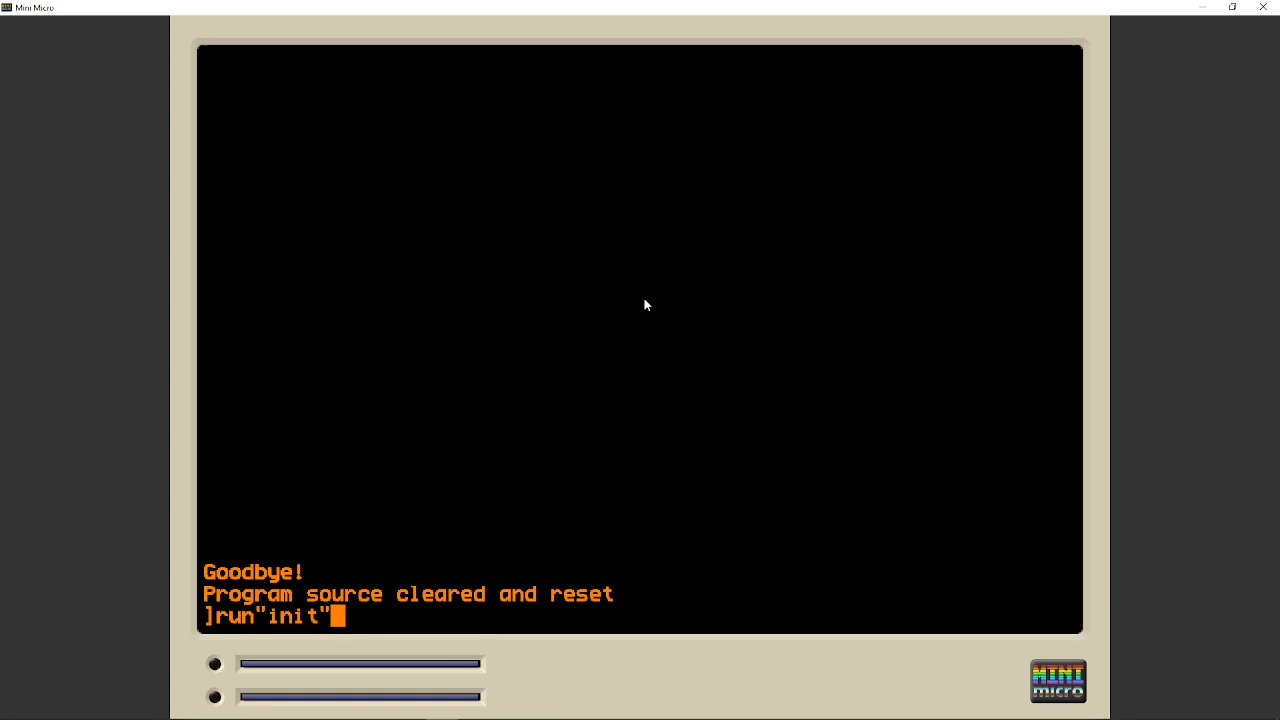 Mini Micro
Goodbye!
Program source cleared and reset
]run"init"
MINI
micro